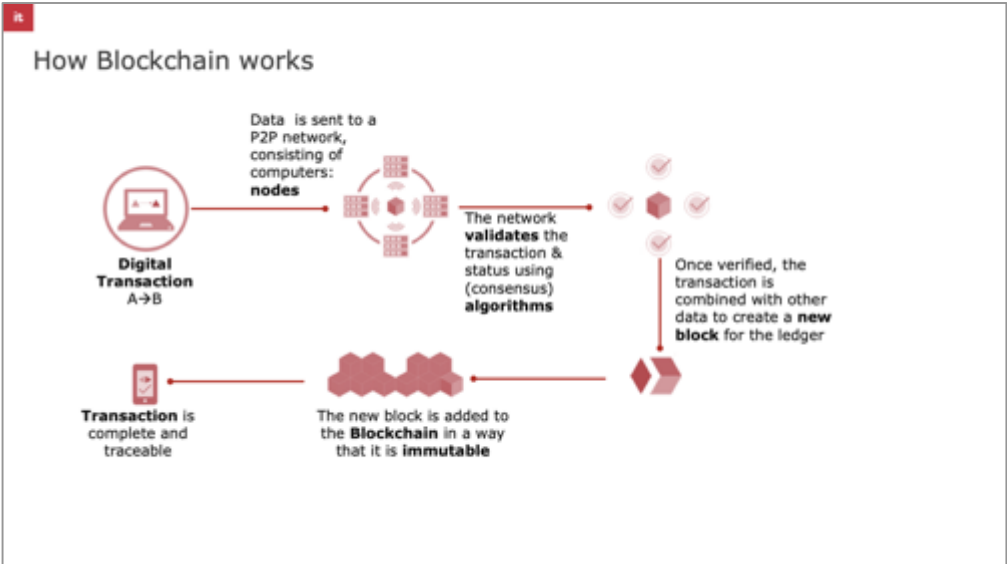 it
How Blockchain works
Data is sent to a
P2P network,
consisting of
computers:
nodes
Digital
Transaction
A→B
The network
validates the
transaction &
status using
(consensus)
algorithms
Once verified, the
transaction is
combined with other
data to create a new
block for the ledger
The new block is added to
the Blockchain in a way
that it is immutable
Transaction is
complete and
traceable